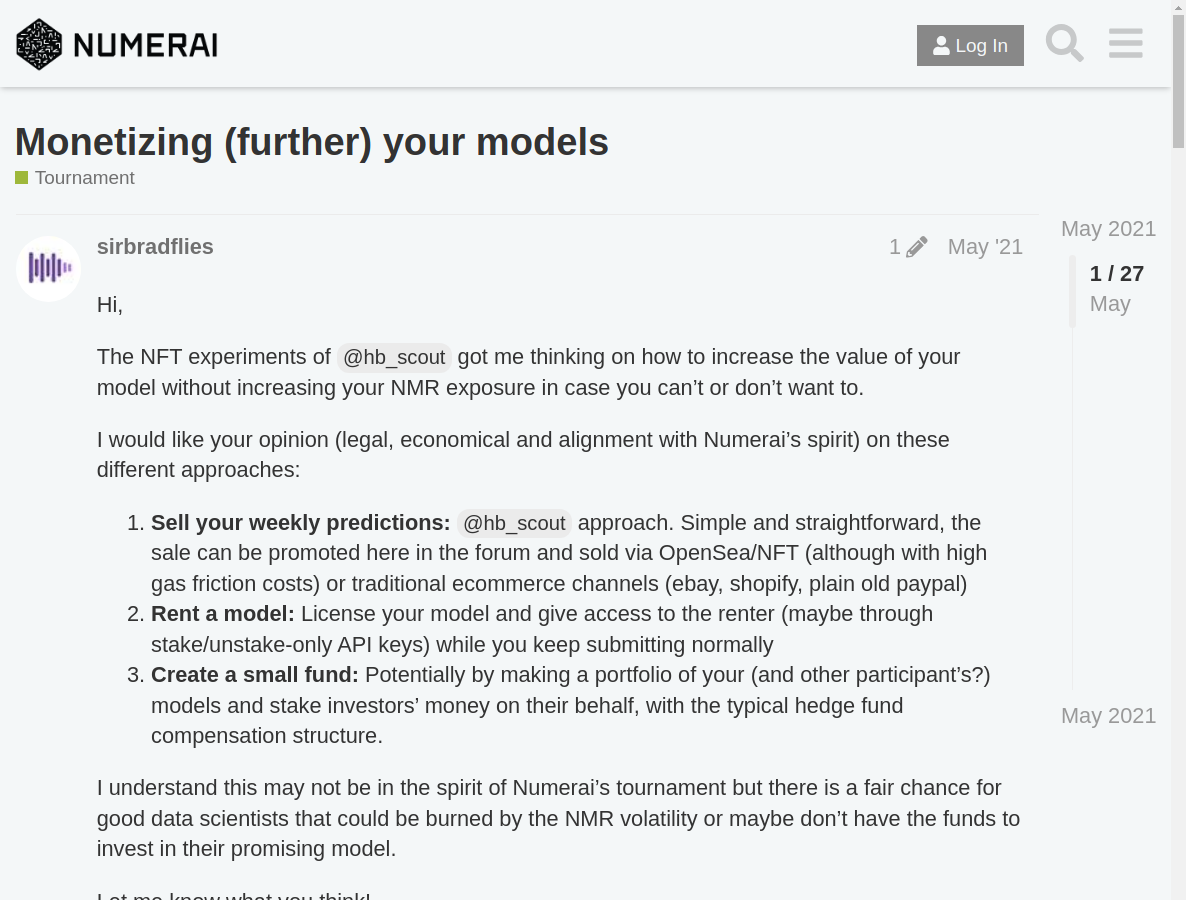 NUMERAI
Log In
Monetizing (further) your models
Tournament
sirbradflies
1
May '21
May 2021
1 / 27
May
Hi,
The NFT experiments of @hb_scout got me thinking on how to increase the value of your
model without increasing your NMR exposure in case you can’t or don’t want to.
I would like your opinion (legal, economical and alignment with Numerai’s spirit) on these
different approaches:
1. Sell your weekly predictions: @hb_scout approach. Simple and straightforward, the
sale can be promoted here in the forum and sold via OpenSea/NFT (although with high
gas friction costs) or traditional ecommerce channels (ebay, shopify, plain old paypal)
2. Rent a model: License your model and give access to the renter (maybe through
stake/unstake-only API keys) while you keep submitting normally
3. Create a small fund: Potentially by making a portfolio of your (and other participant’s?)
models and stake investors’ money on their behalf, with the typical hedge fund
compensation structure.
May 2021
I understand this may not be in the spirit of Numerai’s tournament but there is a fair chance for
good data scientists that could be burned by the NMR volatility or maybe don’t have the funds to
invest in their promising model.
Let me know what you think!